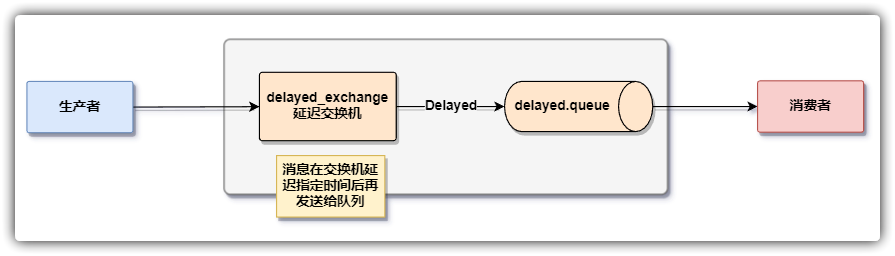 生产者
delayed_exchange
延迟交换机
Delayed
delayed.queue
消费者
消息在交换机延
迟指定时间后再
发送给队列